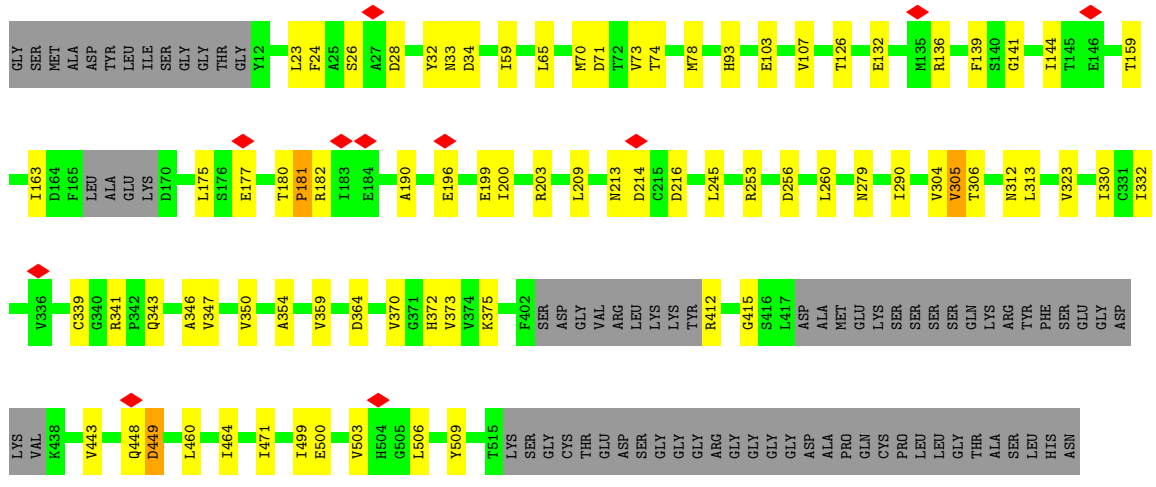 GLY SER MET ALA ASP TYR LEU ILE SER GLY GLY THR GLY Y12 L23 F24 A25 S26 A27 D28 Y32 N33 D34 I59 L65 M70 D71 T72 V73 T74 M78 H93 E103 V107 T126 E132 M135 R136 F139 S140 G141 I144 T145 E146 T159
I163 D164 F165 LEU ALA GLU LYS D170 L175 S176 E177 T180 P181 R182 I183 E184 A190 E196 E199 I200 R203 L209 N213 D214 C215 D216 L245 R253 D256 L260 N279 I290 V304 V305 T306 N312 L313 V323 I330 C331 I332
V336 C339 G340 R341 P342 Q343 A346 V347 V350 A354 V359 D364 V370 G371 H372 V373 V374 K375 F402 SER ASP GLY VAL ARG LEU LYS LYS TYR R412 G415 S416 L417 ASP ALA MET GLU LYS SER SER SER SER GLN LYS ARG TYR PHE SER GLU GLY ASP
LYS VAL K438 V443 Q448 D449 L460 I464 I471 I499 E500 V503 H504 G505 L506 Y509 T515 LYS SER GLY CYS THR GLU ASP SER GLY GLY GLY ARG GLY GLY GLY GLY ASP ALA PRO GLN CYS PRO LEU LEU GLY THR ALA SER LEU HIS ASN